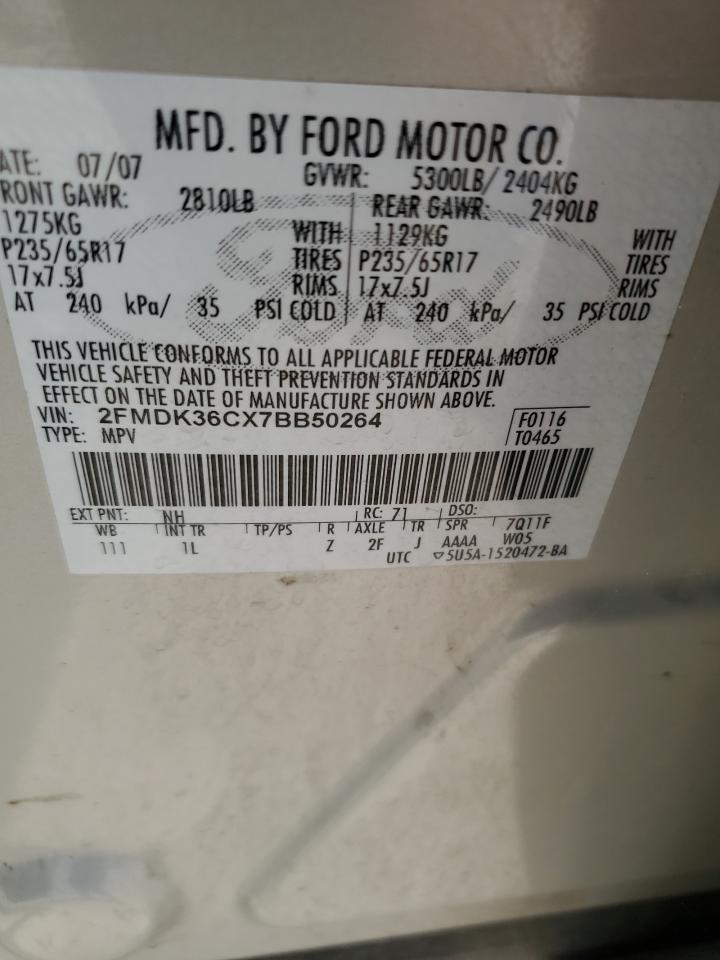 MFD. BY FORD MOTOR CO.
ATE: 07/07 GVWR: 5300LB/ 2404KG
RONT GAWR: 2810LB REAR GAWR: 2490LB
1275KG WITH 1129KG WITH
P235/65R17 TIRES P235/65R17 TIRES
17x7.5J RIMS 17x7.5J RIMS
AT 240 kPa/ 35 PSI COLD AT 240 kPa/ 35 PSI COLD
Ford
THIS VEHICLE CONFORMS TO ALL APPLICABLE FEDERAL MOTOR
VEHICLE SAFETY AND THEFT PREVENTION STANDARDS IN
EFFECT ON THE DATE OF MANUFACTURE SHOWN ABOVE.
VIN: 2FMDK36CX7BB50264 F0116
TYPE: MPV T0465
EXT PNT: NH RC: 71 DSO:
WB INT TR TP/PS R AXLE TR SPR 7Q11F
111 1L Z 2F J AAAA W05
UTC ▽5U5A-1520472-BA